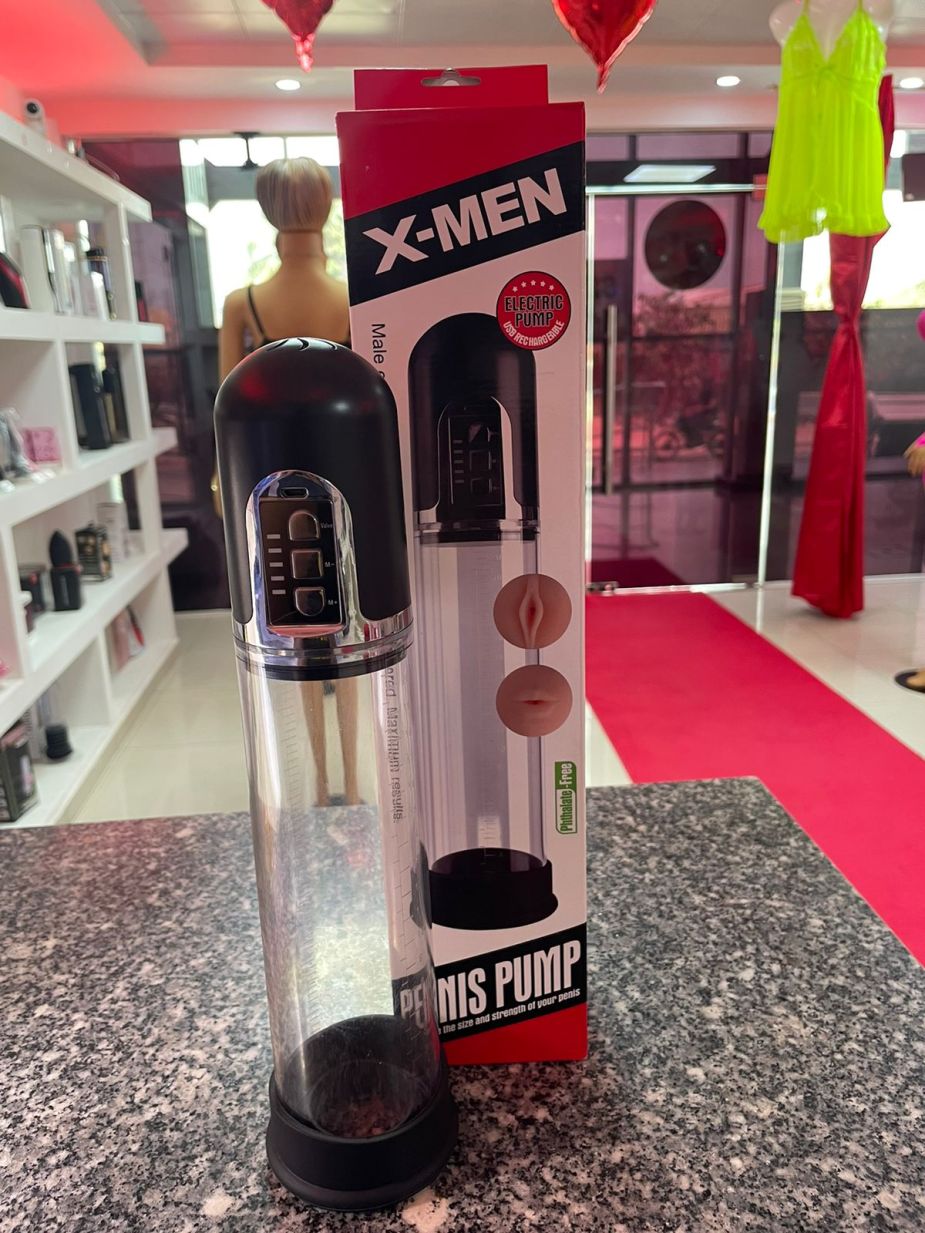 X-MEN
ELECTRIC
PUMP
USB RECHARGEABLE
Male
Valve
M-
M+
Maximum results.
Phthalate-Free
PENIS PUMP
the size and strength of your penis